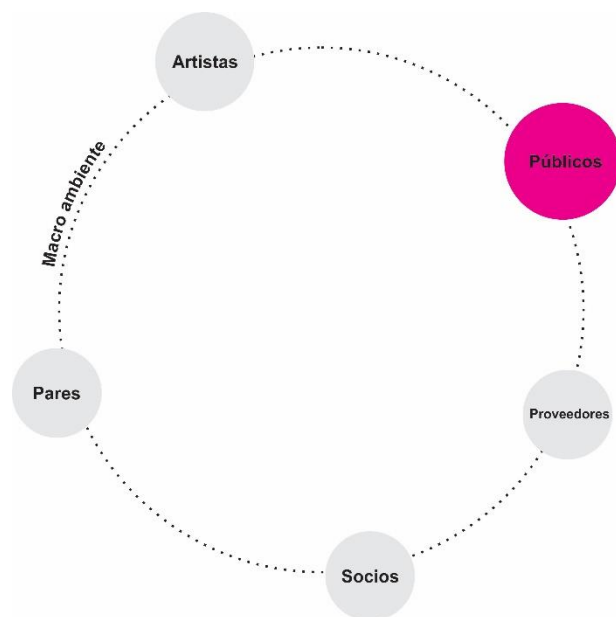 Artistas
Públicos
Macro ambiente
Pares
Proveedores
Socios